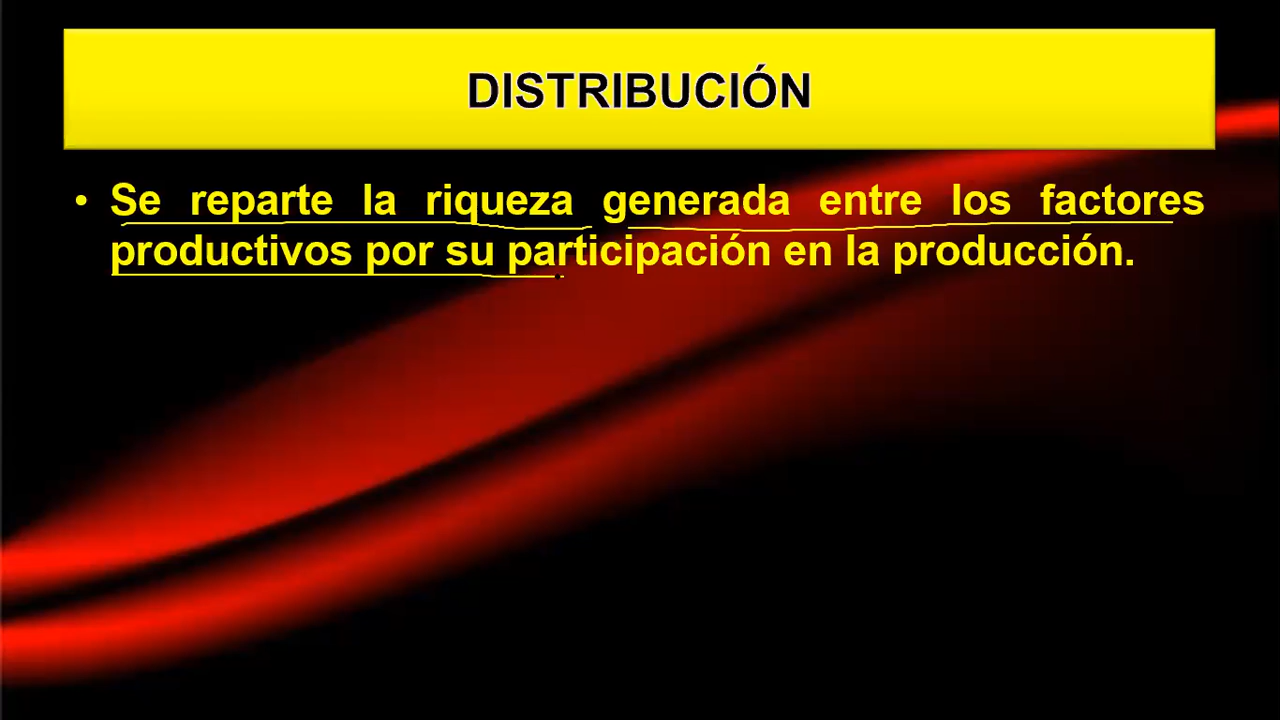 DISTRIBUCIÓN
• Se reparte la riqueza generada entre los factores
productivos por su participación en la producción.